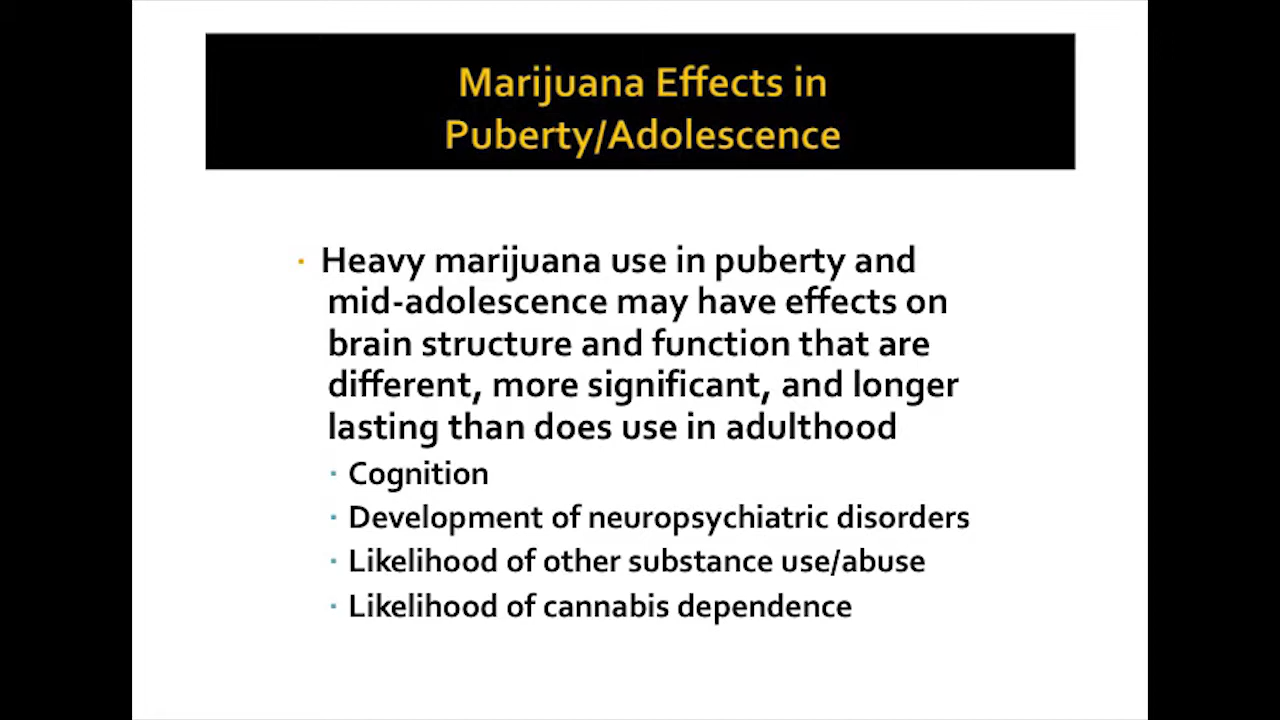 Marijuana Effects in
Puberty/Adolescence
· Heavy marijuana use in puberty and
mid-adolescence may have effects on
brain structure and function that are
different, more significant, and longer
lasting than does use in adulthood
· Cognition
· Development of neuropsychiatric disorders
· Likelihood of other substance use/abuse
· Likelihood of cannabis dependence